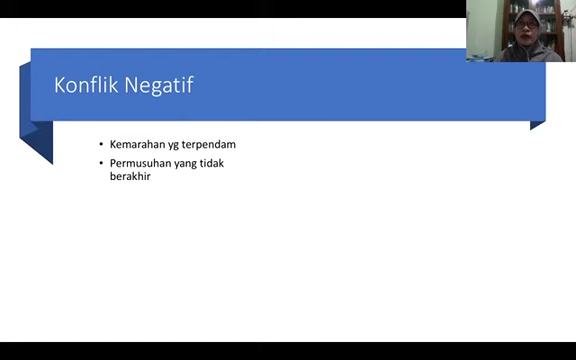 Konflik Negatif
• Kemarahan yg terpendam
• Permusuhan yang tidak
berakhir